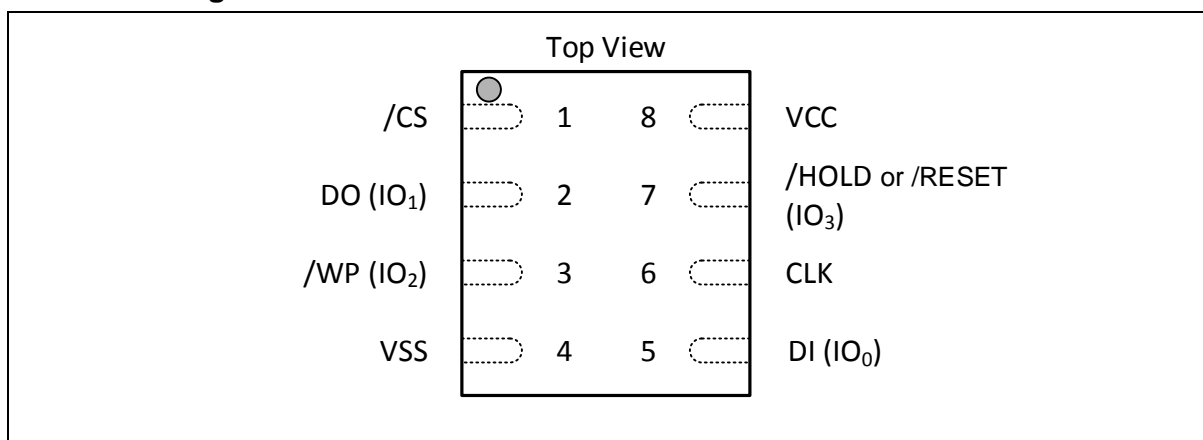 Top View
/CS 1 8 VCC
DO (IO₁) 2 7 /HOLD or /RESET
(IO₃)
/WP (IO₂) 3 6 CLK
VSS 4 5 DI (IO₀)